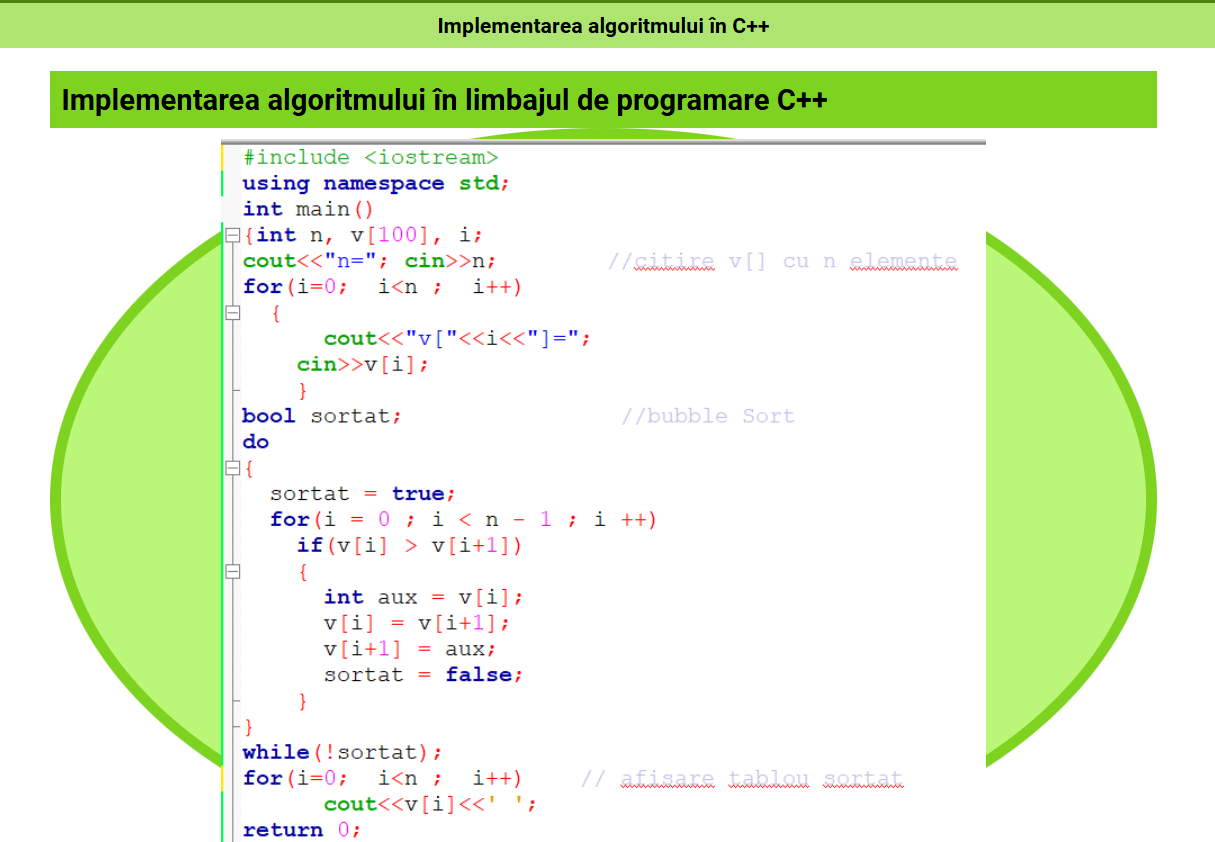 Implementarea algoritmului în C++
Implementarea algoritmului în limbajul de programare C++
#include <iostream>
using namespace std;
int main()
{int n, v[100], i;
cout<<"n="; cin>>n; //citire v[] cu n elemente
for(i=0; i<n ; i++)
{
cout<<"v["<<i<<"]=";
cin>>v[i];
}
bool sortat; //bubble Sort
do
{
sortat = true;
for(i = 0 ; i < n - 1 ; i ++)
if(v[i] > v[i+1])
{
int aux = v[i];
v[i] = v[i+1];
v[i+1] = aux;
sortat = false;
}
}
while(!sortat);
for(i=0; i<n ; i++) // afisare tablou sortat
cout<<v[i]<<' ';
return 0;